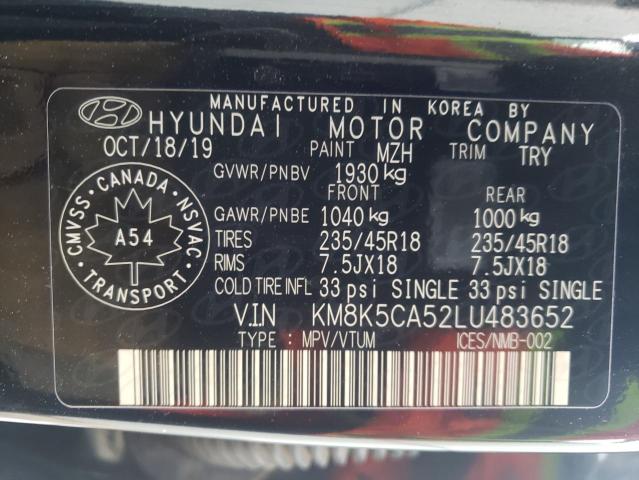 MANUFACTURED IN KOREA BY
HYUNDAI MOTOR COMPANY
OCT/18/19 PAINT MZH TRIM TRY
GVWR/PNBV 1930 kg
FRONT REAR
GAWR/PNBE 1040 kg 1000 kg
TIRES 235/45R18 235/45R18
RIMS 7.5JX18 7.5JX18
COLD TIRE INFL 33 psi SINGLE 33 psi SINGLE
V.I.N KM8K5CA52LU483652
TYPE : MPV/VTUM ICES/NMB-002
CMVSS • CANADA • NSVAC
A54
TRANSPORT